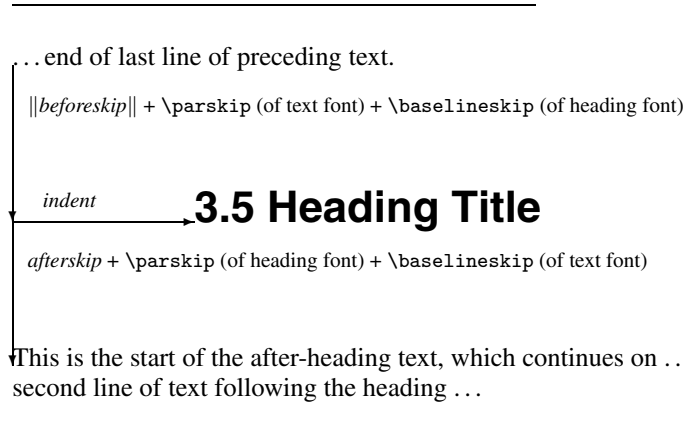 ...end of last line of preceding text.
||beforeskip|| + \parskip (of text font) + \baselineskip (of heading font)
indent
3.5 Heading Title
afterskip + \parskip (of heading font) + \baselineskip (of text font)
This is the start of the after-heading text, which continues on ..
second line of text following the heading ...